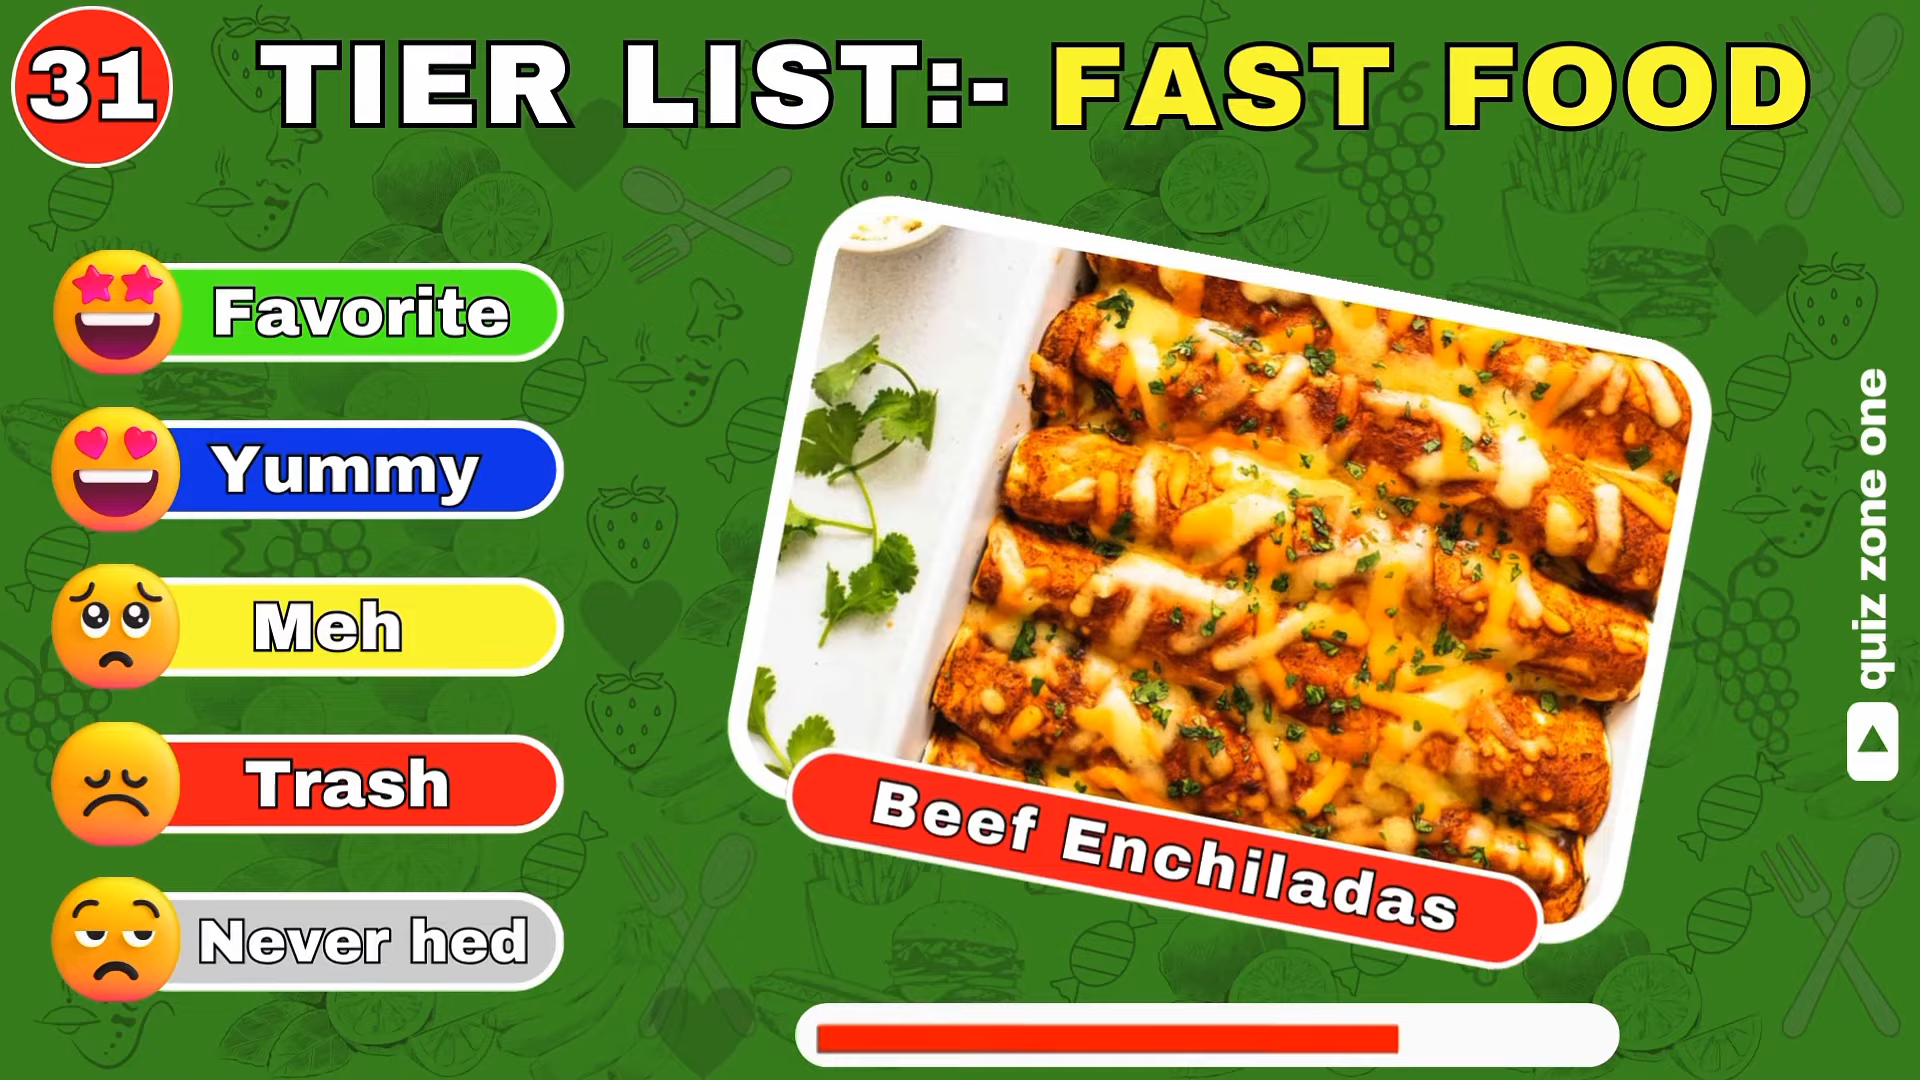 31
TIER LIST:- FAST FOOD
Favorite
Yummy
Meh
Trash
Never hed
Beef Enchiladas
quiz zone one